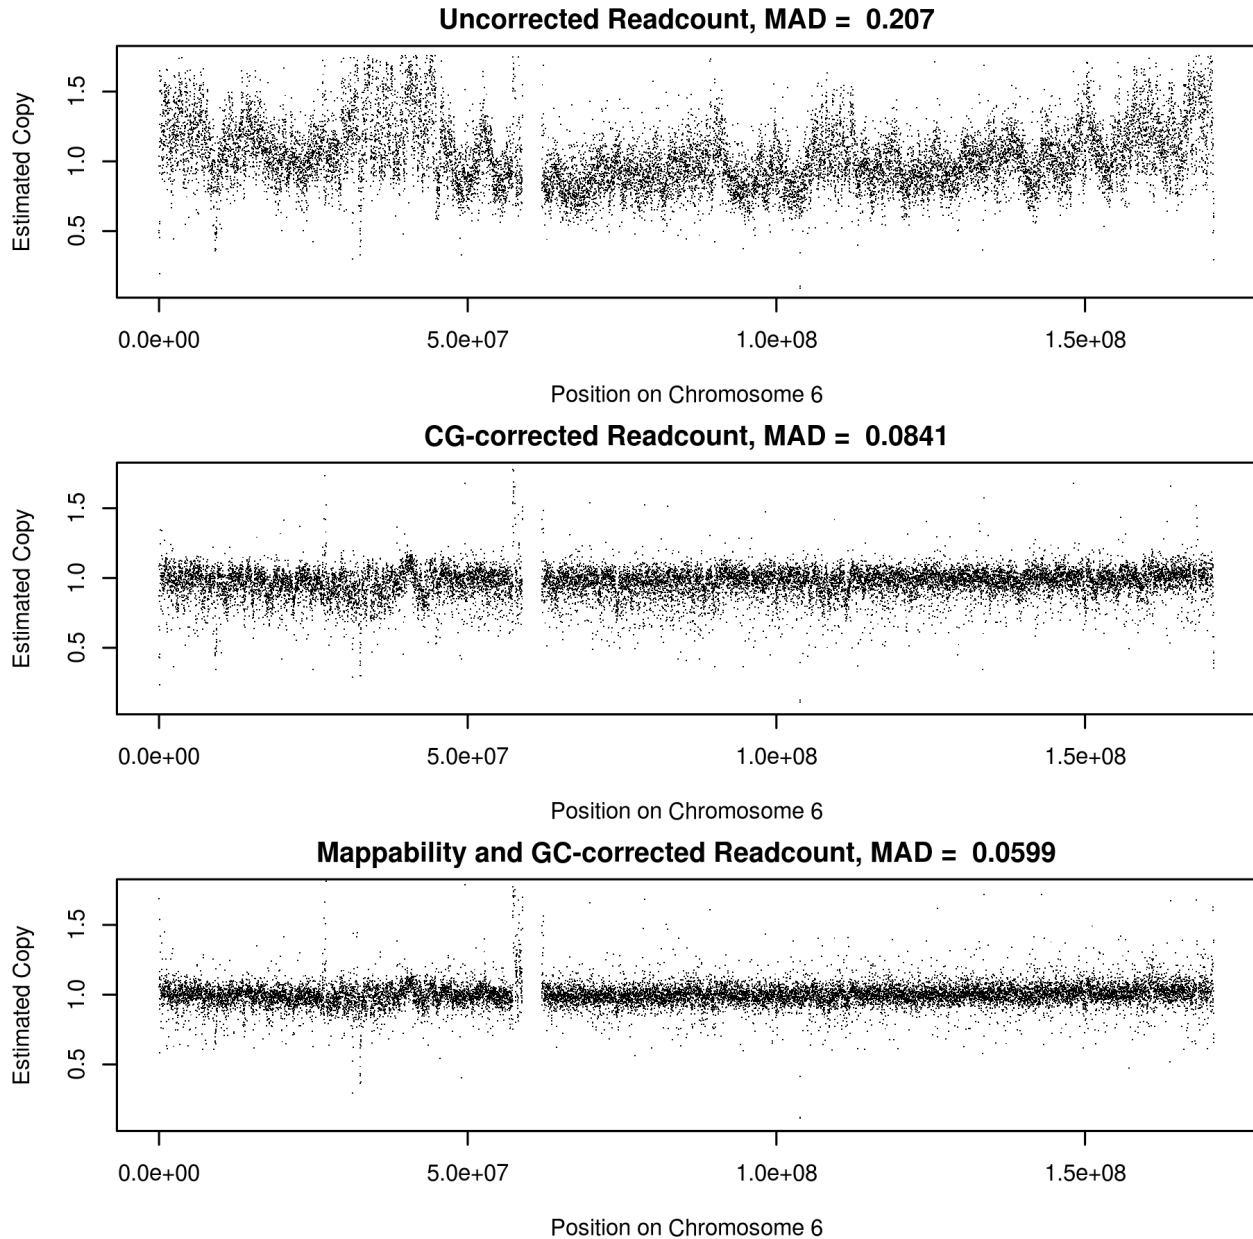 Uncorrected Readcount, MAD =  0.207
Estimated Copy
1.5
1.0
0.5
0.0e+00 5.0e+07 1.0e+08 1.5e+08
Position on Chromosome 6
CG-corrected Readcount, MAD =  0.0841
Estimated Copy
1.5
1.0
0.5
0.0e+00 5.0e+07 1.0e+08 1.5e+08
Position on Chromosome 6
Mappability and GC-corrected Readcount, MAD =  0.0599
Estimated Copy
1.5
1.0
0.5
0.0e+00 5.0e+07 1.0e+08 1.5e+08
Position on Chromosome 6